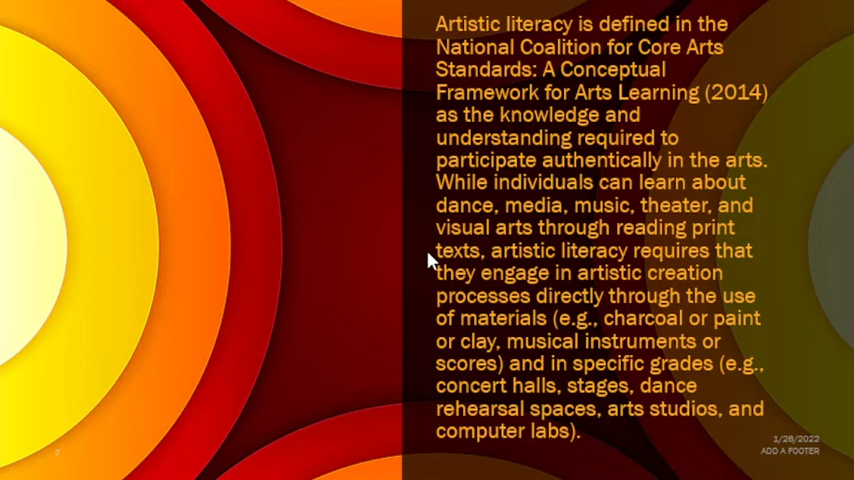 Artistic literacy is defined in the
National Coalition for Core Arts
Standards: A Conceptual
Framework for Arts Learning (2014)
as the knowledge and
understanding required to
participate authentically in the arts.
While individuals can learn about
dance, media, music, theater, and
visual arts through reading print
texts, artistic literacy requires that
they engage in artistic creation
processes directly through the use
of materials (e.g., charcoal or paint
or clay, musical instruments or
scores) and in specific grades (e.g.,
concert halls, stages, dance
rehearsal spaces, arts studios, and
computer labs).
7
1/26/2022
ADD A FOOTER